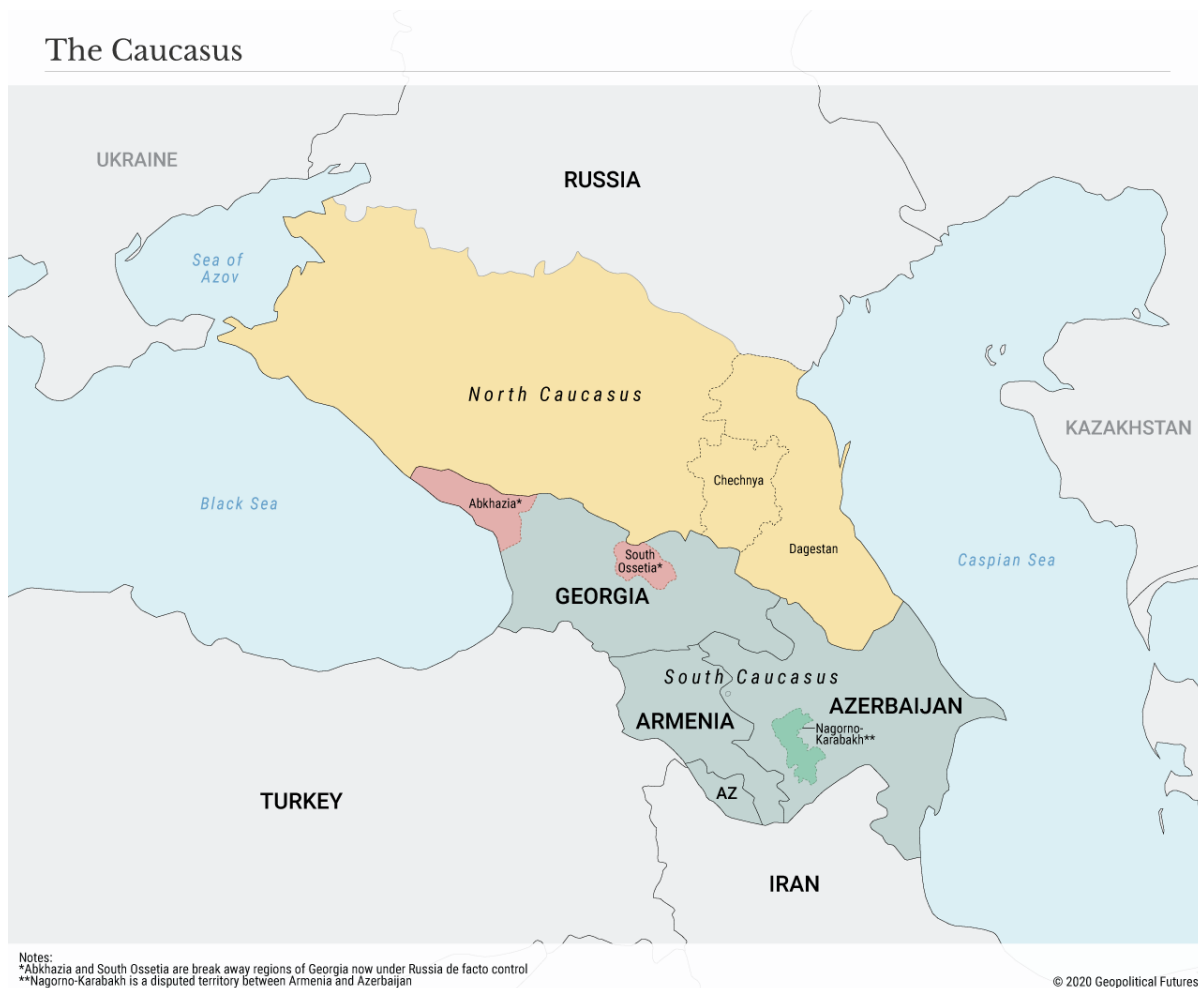 The Caucasus
UKRAINE
RUSSIA
Sea of
Azov
North Caucasus
KAZAKHSTAN
Chechnya
Black Sea
Abkhazia*
Dagestan
South
Ossetia*
Caspian Sea
GEORGIA
South Caucasus
AZERBAIJAN
ARMENIA
Nagorno-
Karabakh**
AZ
TURKEY
IRAN
Notes:
*Abkhazia and South Ossetia are break away regions of Georgia now under Russia de facto control
**Nagorno-Karabakh is a disputed territory between Armenia and Azerbaijan
© 2020 Geopolitical Futures